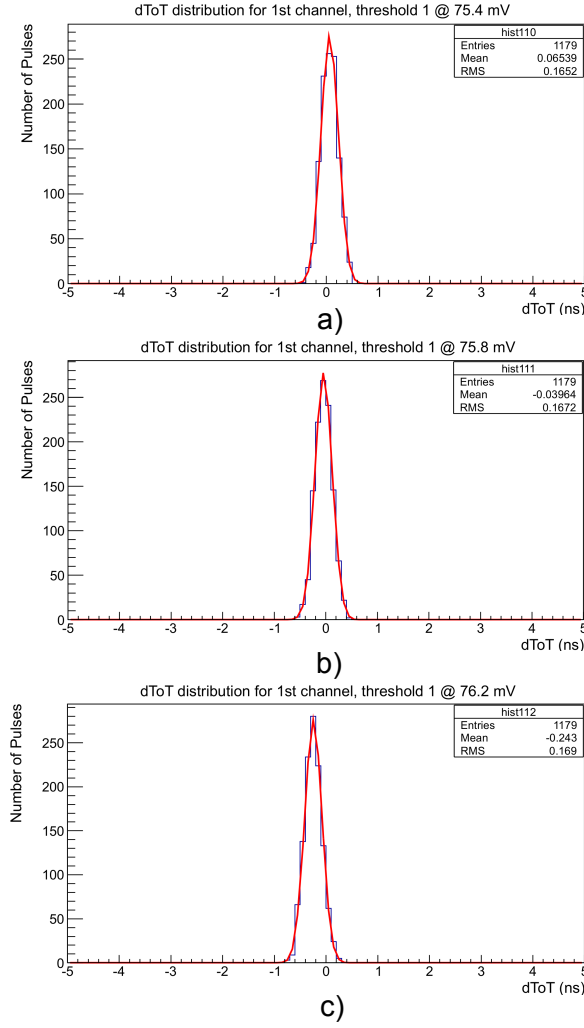 dToT distribution for 1st channel, threshold 1 @ 75.4 mV
hist110
Entries 1179
Mean 0.06539
RMS 0.1652
Number of Pulses
250
200
150
100
50
0
-5 -4 -3 -2 -1 0 1 2 3 4 5
dToT (ns)
a)
dToT distribution for 1st channel, threshold 1 @ 75.8 mV
hist111
Entries 1179
Mean -0.03964
RMS 0.1672
Number of Pulses
250
200
150
100
50
0
-5 -4 -3 -2 -1 0 1 2 3 4 5
dToT (ns)
b)
dToT distribution for 1st channel, threshold 1 @ 76.2 mV
hist112
Entries 1179
Mean -0.243
RMS 0.169
Number of Pulses
250
200
150
100
50
0
-5 -4 -3 -2 -1 0 1 2 3 4 5
dToT (ns)
c)